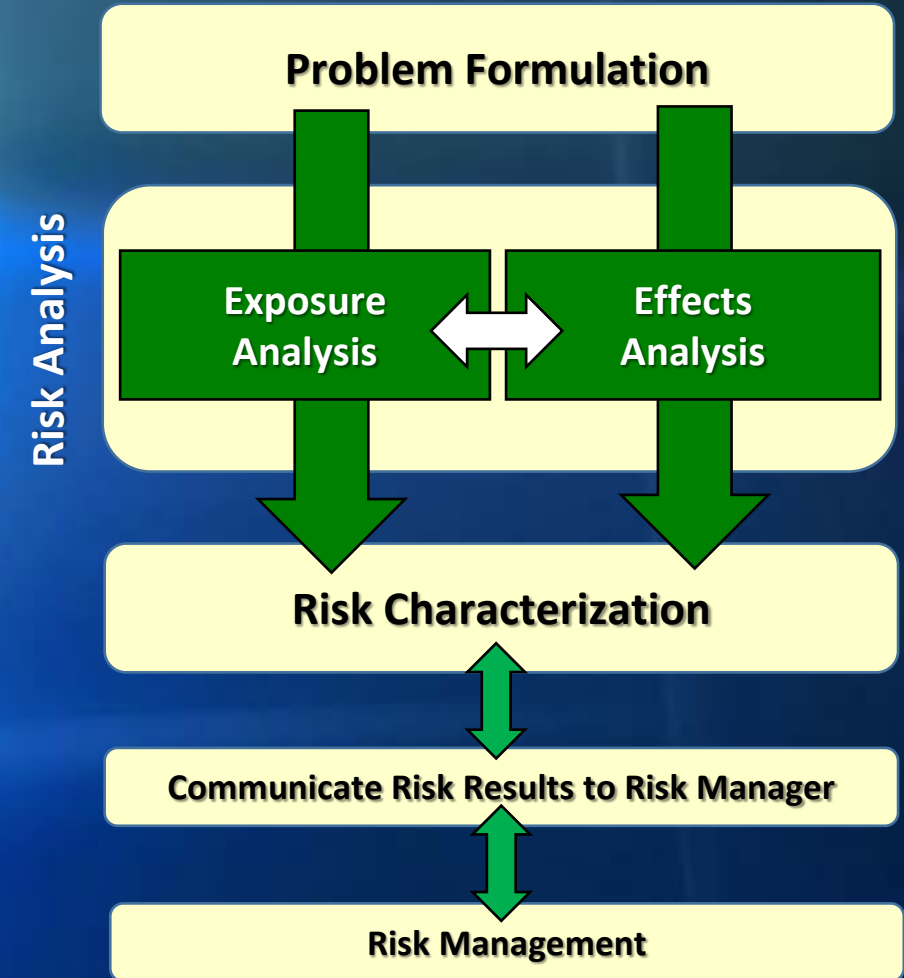 Problem Formulation
Risk Analysis
Exposure
Analysis
Effects
Analysis
Risk Characterization
Communicate Risk Results to Risk Manager
Risk Management